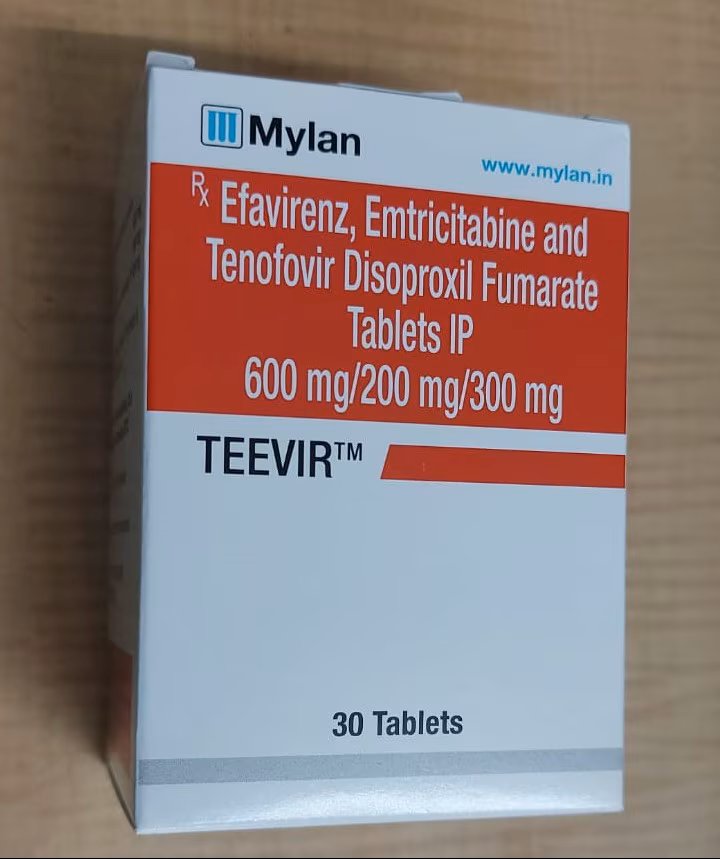 Mylan
www.mylan.in
Rx Efavirenz, Emtricitabine and
Tenofovir Disoproxil Fumarate
Tablets IP
600 mg/200 mg/300 mg
TEEVIR™
30 Tablets